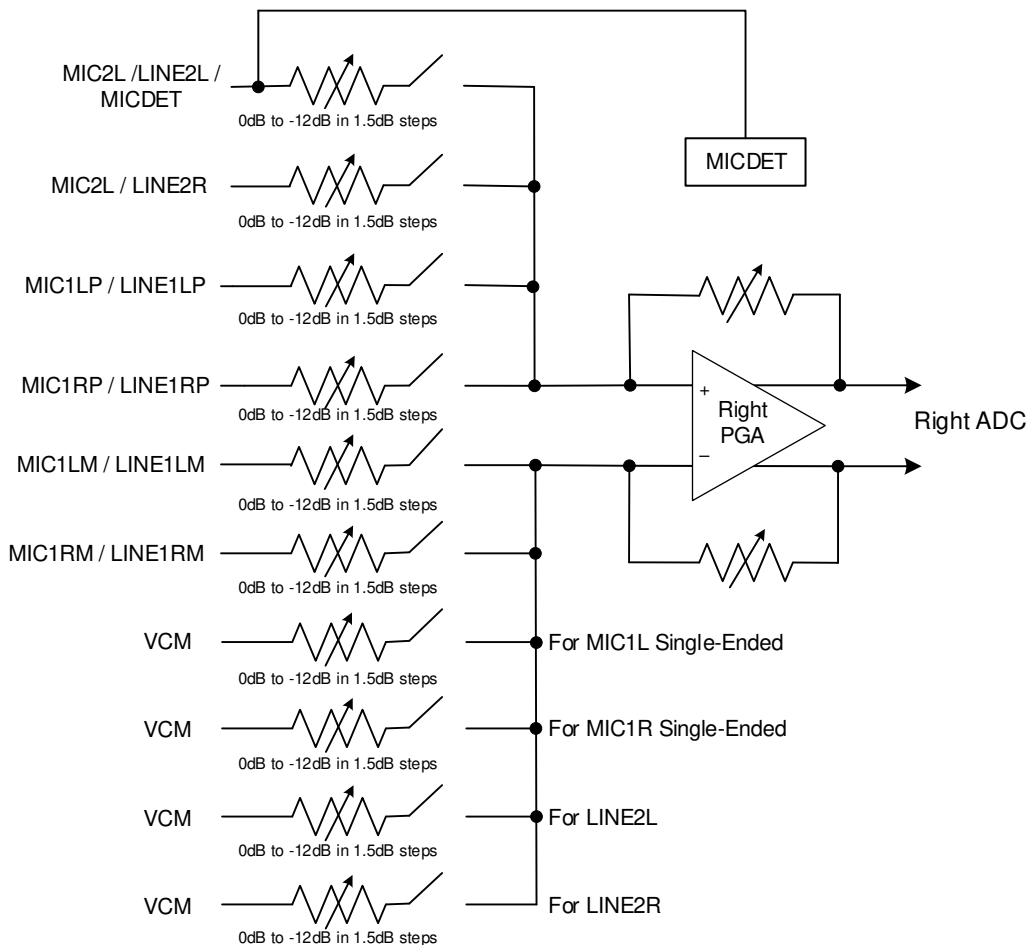 MIC2L /LINE2L /
MICDET
0dB to -12dB in 1.5dB steps
MICDET
MIC2L / LINE2R
0dB to -12dB in 1.5dB steps
MIC1LP / LINE1LP
0dB to -12dB in 1.5dB steps
MIC1RP / LINE1RP
0dB to -12dB in 1.5dB steps
+
Right
PGA
–
Right ADC
MIC1LM / LINE1LM
0dB to -12dB in 1.5dB steps
MIC1RM / LINE1RM
0dB to -12dB in 1.5dB steps
VCM
For MIC1L Single-Ended
0dB to -12dB in 1.5dB steps
VCM
For MIC1R Single-Ended
0dB to -12dB in 1.5dB steps
VCM
For LINE2L
0dB to -12dB in 1.5dB steps
VCM
For LINE2R
0dB to -12dB in 1.5dB steps